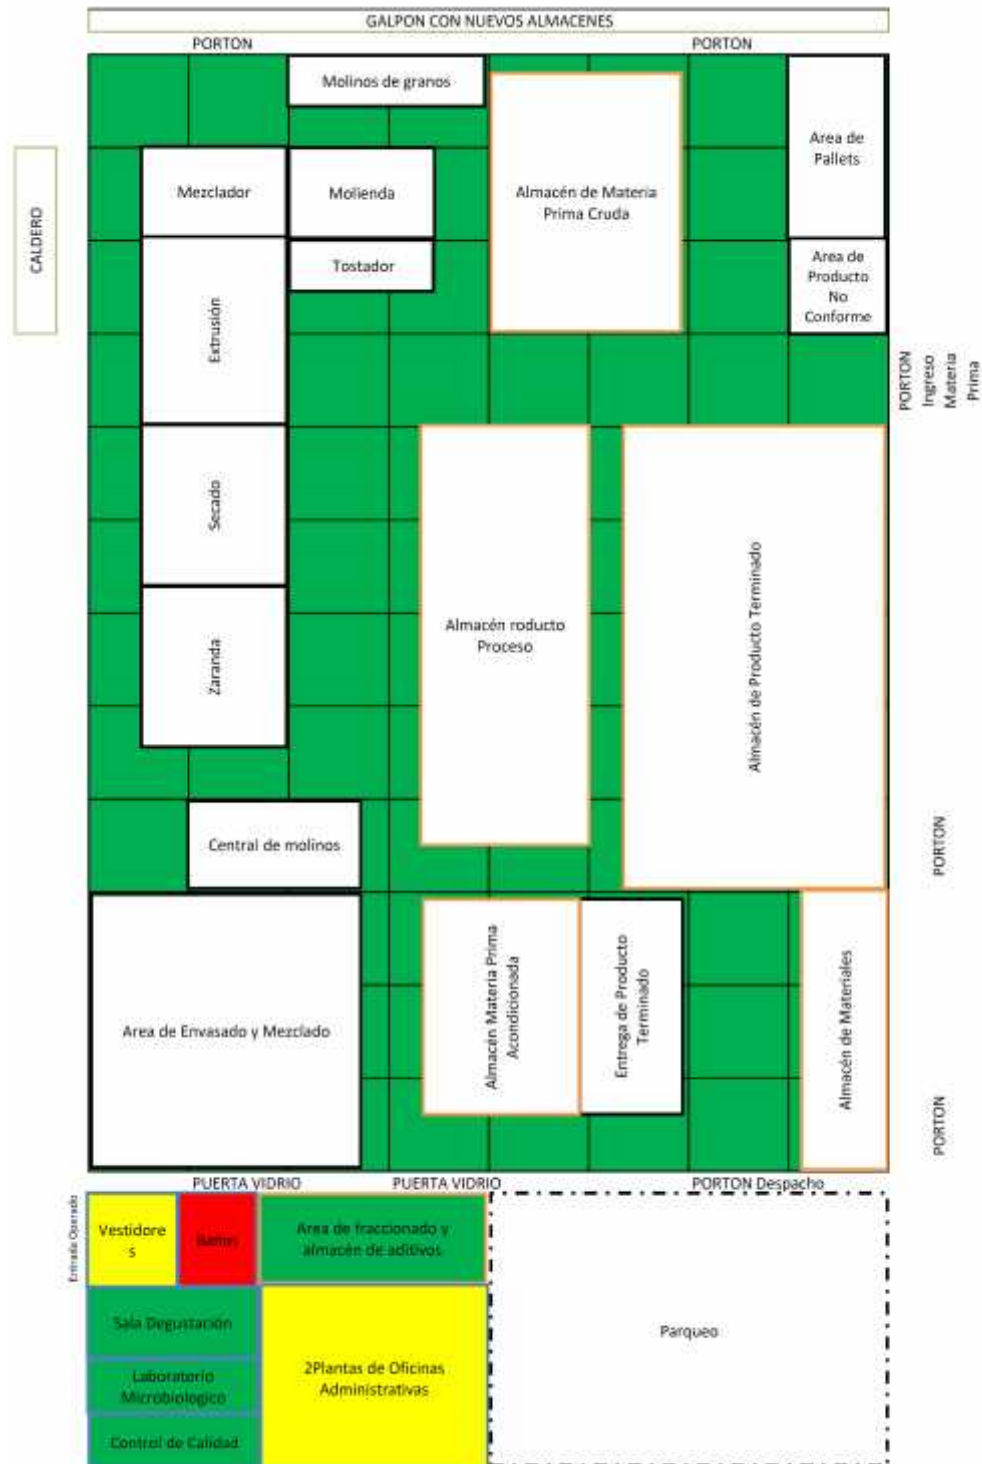 GALPON CON NUEVOS ALMACENES
PORTON
PORTON
Molinos de granos
Area de
Pallets
CALDERO
Mezclador
Molienda
Almacén de Materia
Prima Cruda
Tostador
Area de
Producto
No
Conforme
Extrusión
PORTON
Ingreso
Materia
Prima
Secado
Almacén roducto
Proceso
Almacén de Producto Terminado
Zaranda
Central de molinos
PORTON
Area de Envasado y Mezclado
Almacén Materia Prima
Acondicionada
Entrega de Producto
Terminado
Almacén de Materiales
PORTON
PUERTA VIDRIO
PUERTA VIDRIO
PORTON Despacho
Entrada Operario
Vestidore
s
Baños
Area de fraccionado y
almacén de aditivos
Sala Degustación
Laboratorio
Microbiologico
Control de Calidad
2Plantas de Oficinas
Administrativas
Parqueo